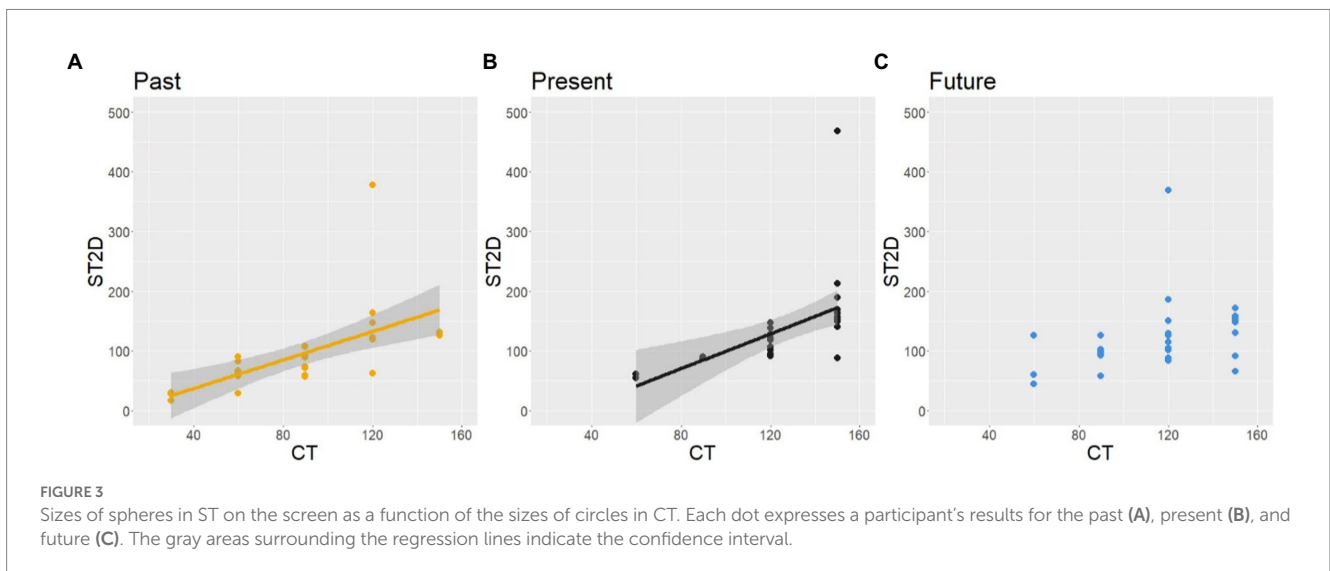 A
Past
500
400
300
200
100
0
ST2D
40
80
120
160
CT
B
Present
500
400
300
200
100
0
ST2D
40
80
120
160
CT
C
Future
500
400
300
200
100
0
ST2D
40
80
120
160
CT
FIGURE 3
Sizes of spheres in ST on the screen as a function of the sizes of circles in CT. Each dot expresses a participant’s results for the past (A), present (B), and
future (C). The gray areas surrounding the regression lines indicate the confidence interval.